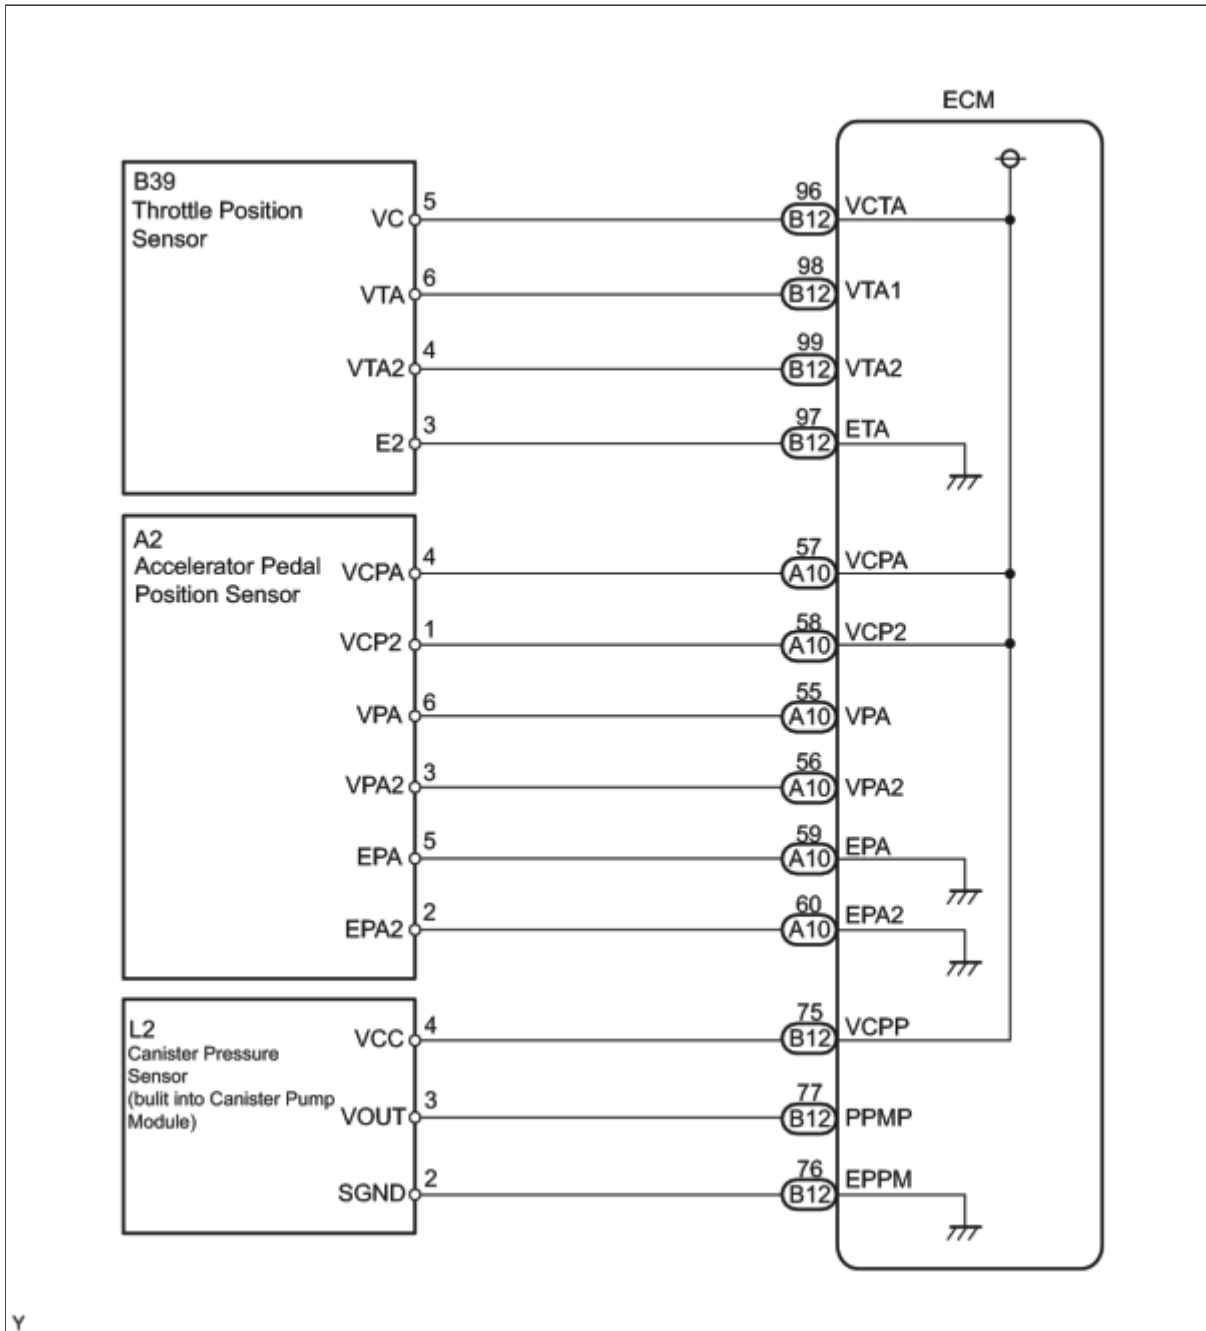 ECM
B39
Throttle Position
Sensor
VC 5 96 B12 VCTA
VTA 6 98 B12 VTA1
VTA2 4 99 B12 VTA2
E2 3 97 B12 ETA
A2
Accelerator Pedal
Position Sensor
VCPA 4 57 A10 VCPA
VCP2 1 58 A10 VCP2
VPA 6 55 A10 VPA
VPA2 3 56 A10 VPA2
EPA 5 59 A10 EPA
EPA2 2 60 A10 EPA2
L2
Canister Pressure
Sensor
(bulit into Canister Pump
Module)
VCC 4 75 B12 VCPP
VOUT 3 77 B12 PPMP
SGND 2 76 B12 EPPM
Y